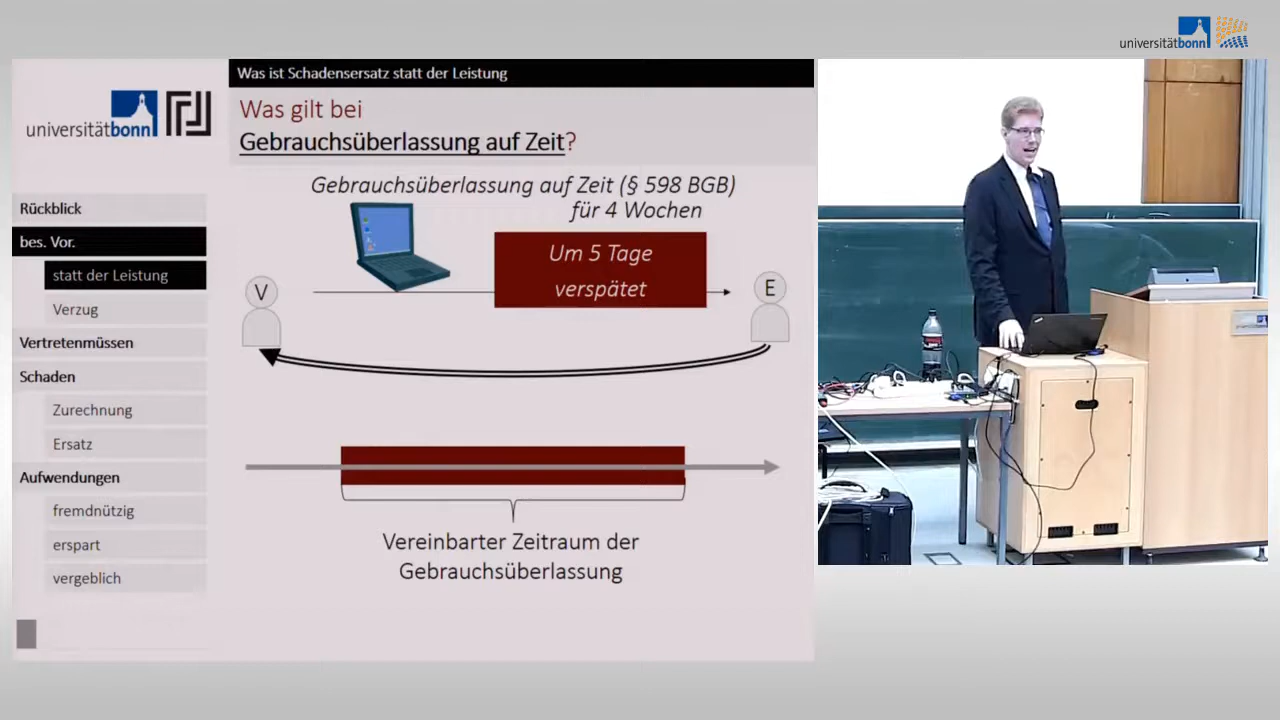 universitätbonn
Was ist Schadensersatz statt der Leistung
universitätbonn
Was gilt bei
Gebrauchsüberlassung auf Zeit?
Gebrauchsüberlassung auf Zeit (§ 598 BGB)
für 4 Wochen
Um 5 Tage
verspätet
V
E
Vereinbarter Zeitraum der
Gebrauchsüberlassung
Rückblick
bes. Vor.
statt der Leistung
Verzug
Vertretenmüssen
Schaden
Zurechnung
Ersatz
Aufwendungen
fremdnützig
erspart
vergeblich